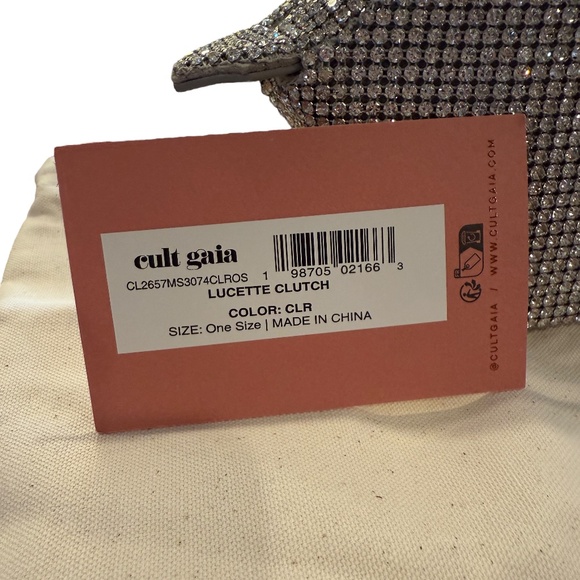 cult gaia
CL2657MS3074CLROS 1 98705 02166 3
LUCETTE CLUTCH
COLOR: CLR
SIZE: One Size | MADE IN CHINA
@CULTGAIA / WWW.CULTGAIA.COM